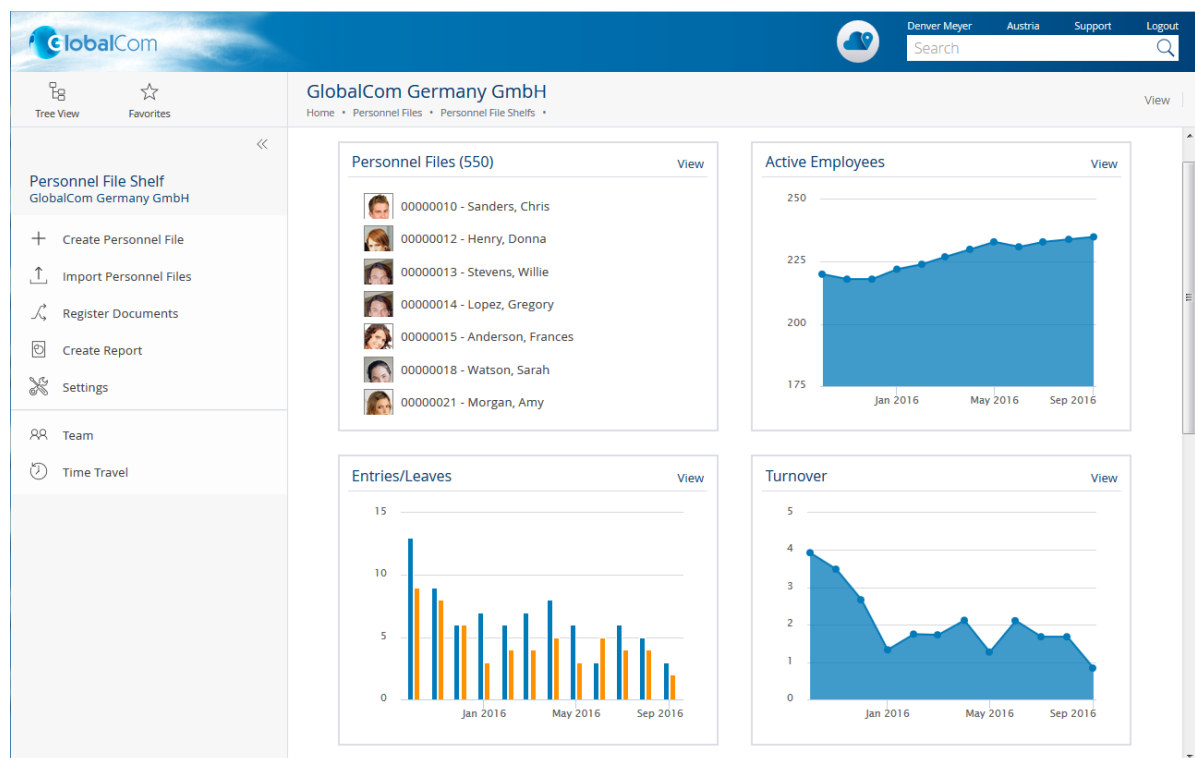 GlobalCom
Denver Meyer Austria Support Logout
Search
Tree View Favorites
GlobalCom Germany GmbH
Home • Personnel Files • Personnel File Shelfs •
View
Personnel File Shelf
GlobalCom Germany GmbH
+ Create Personnel File
Import Personnel Files
Register Documents
Create Report
Settings
Team
Time Travel
Personnel Files (550) View
00000010 - Sanders, Chris
00000012 - Henry, Donna
00000013 - Stevens, Willie
00000014 - Lopez, Gregory
00000015 - Anderson, Frances
00000018 - Watson, Sarah
00000021 - Morgan, Amy
Active Employees View
250
225
200
175
Jan 2016 May 2016 Sep 2016
Entries/Leaves View
15
10
5
0
Jan 2016 May 2016 Sep 2016
Turnover View
5
4
3
2
1
0
Jan 2016 May 2016 Sep 2016